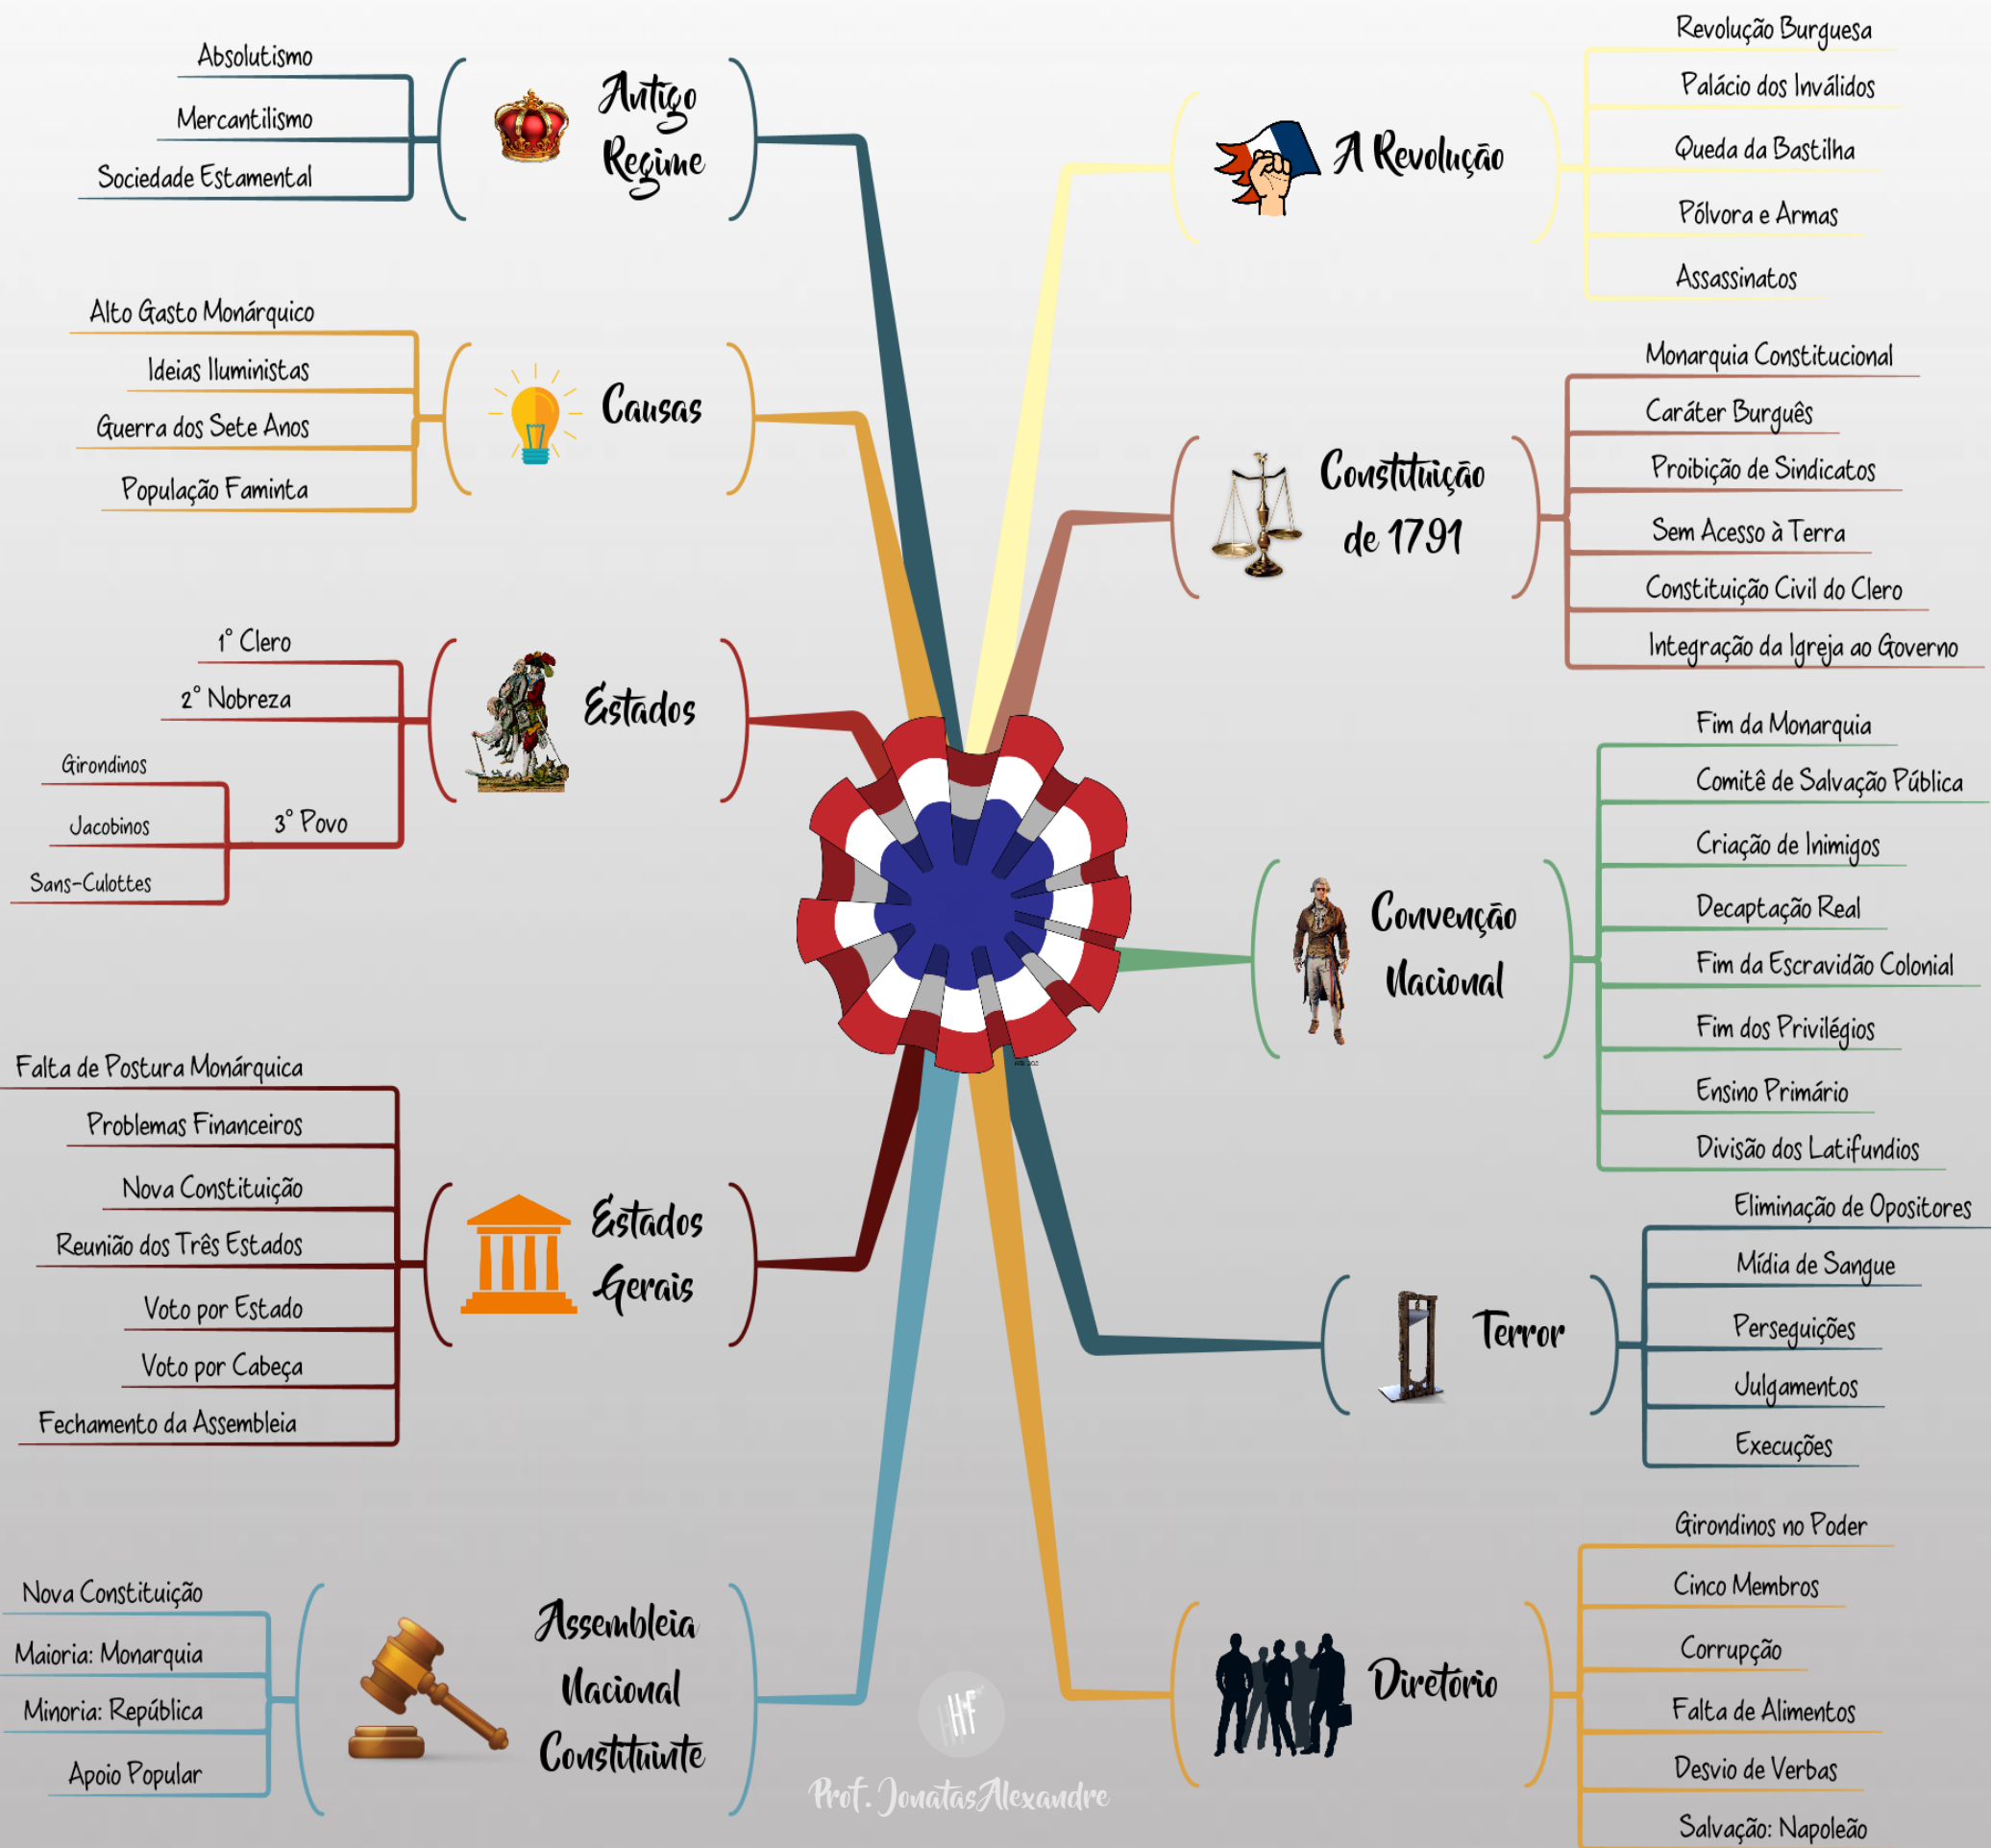 Absolutismo
Mercantilismo
Sociedade Estamental
Antigo
Regime
Alto Gasto Monárquico
Ideias Iluministas
Guerra dos Sete Anos
População Faminta
Causas
1° Clero
2° Nobreza
Girondinos
Jacobinos
Sans-Culottes
3° Povo
Estados
Falta de Postura Monárquica
Problemas Financeiros
Nova Constituição
Reunião dos Três Estados
Voto por Estado
Voto por Cabeça
Fechamento da Assembleia
Estados
Gerais
Nova Constituição
Maioria: Monarquia
Minoria: República
Apoio Popular
Assembleia
Nacional
Constituinte
A Revolução
Revolução Burguesa
Palácio dos Inválidos
Queda da Bastilha
Pólvora e Armas
Assassinatos
Constituição
de 1791
Monarquia Constitucional
Caráter Burguês
Proibição de Sindicatos
Sem Acesso à Terra
Constituição Civil do Clero
Integração da Igreja ao Governo
Convenção
Nacional
Fim da Monarquia
Comitê de Salvação Pública
Criação de Inimigos
Decaptação Real
Fim da Escravidão Colonial
Fim dos Privilégios
Ensino Primário
Divisão dos Latifundios
Terror
Eliminação de Opositores
Mídia de Sangue
Perseguições
Julgamentos
Execuções
Diretório
Girondinos no Poder
Cinco Membros
Corrupção
Falta de Alimentos
Desvio de Verbas
Salvação: Napoleão
Prof. Jonatas Alexandre